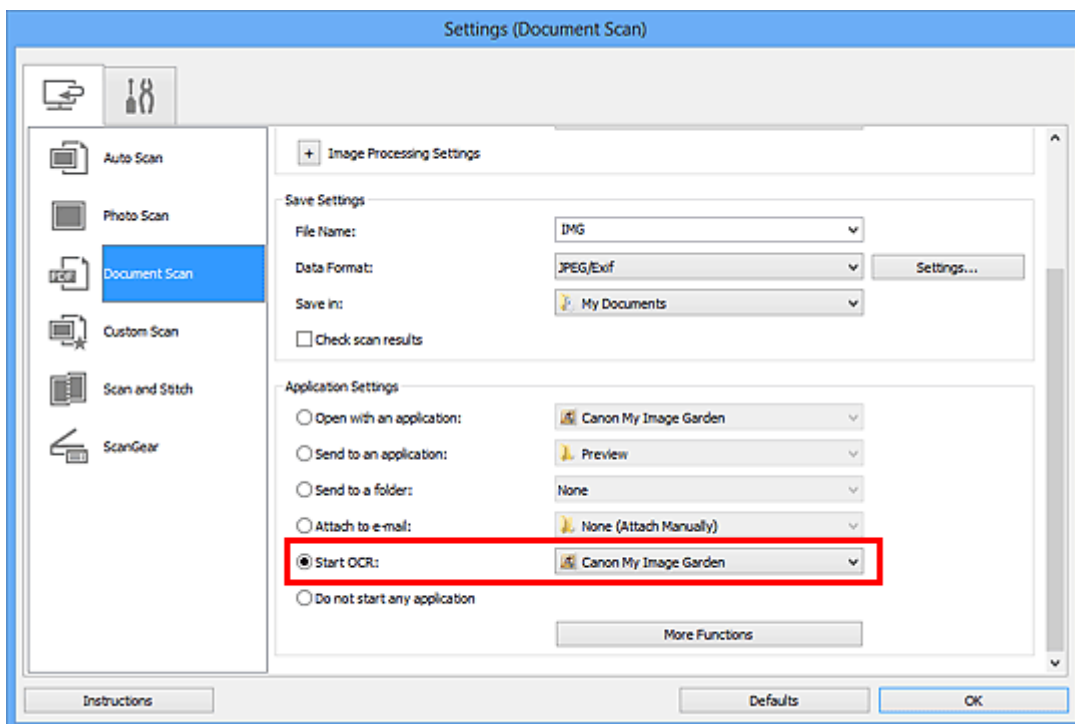 Settings (Document Scan)
Auto Scan
Photo Scan
PDF
Document Scan
Custom Scan
Scan and Stitch
ScanGear
+ Image Processing Settings
Save Settings
File Name: IMG
Data Format: JPEG/Exif Settings...
Save in: My Documents
Check scan results
Application Settings
Open with an application: Canon My Image Garden
Send to an application: Preview
Send to a folder: None
Attach to e-mail: None (Attach Manually)
Start OCR: Canon My Image Garden
Do not start any application
More Functions
Instructions Defaults OK